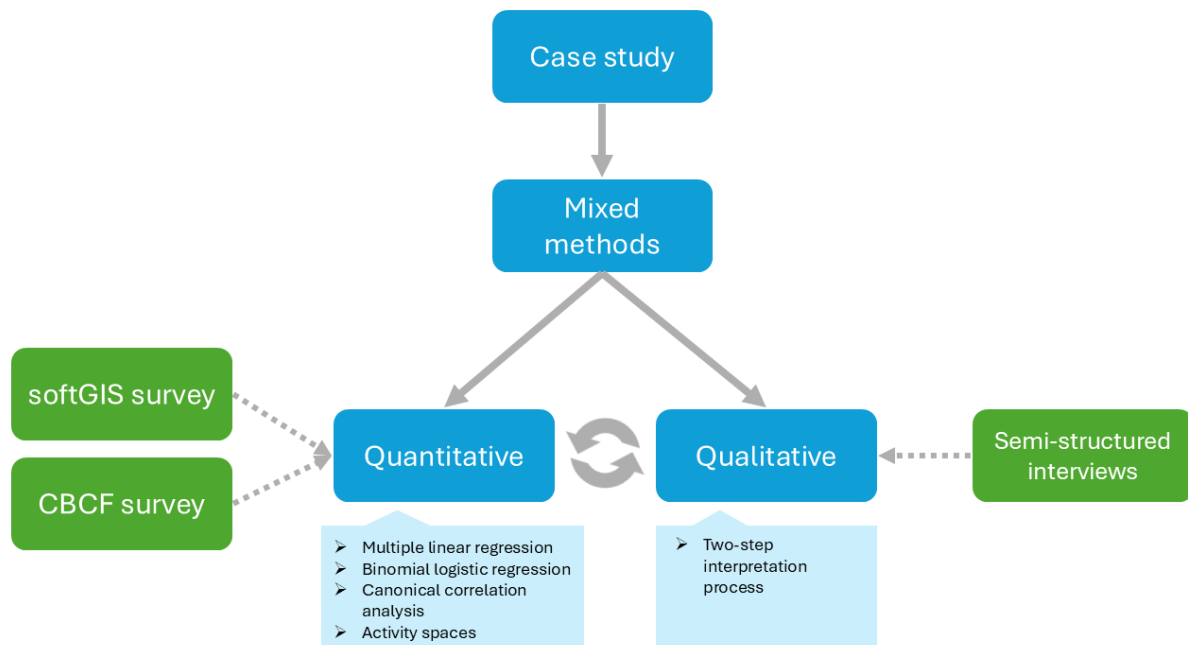 Case study
Mixed
methods
softGIS survey
CBCF survey
Quantitative
Qualitative
Semi-structured
interviews
➢ Multiple linear regression
➢ Binomial logistic regression
➢ Canonical correlation
analysis
➢ Activity spaces
➢ Two-step
interpretation
process